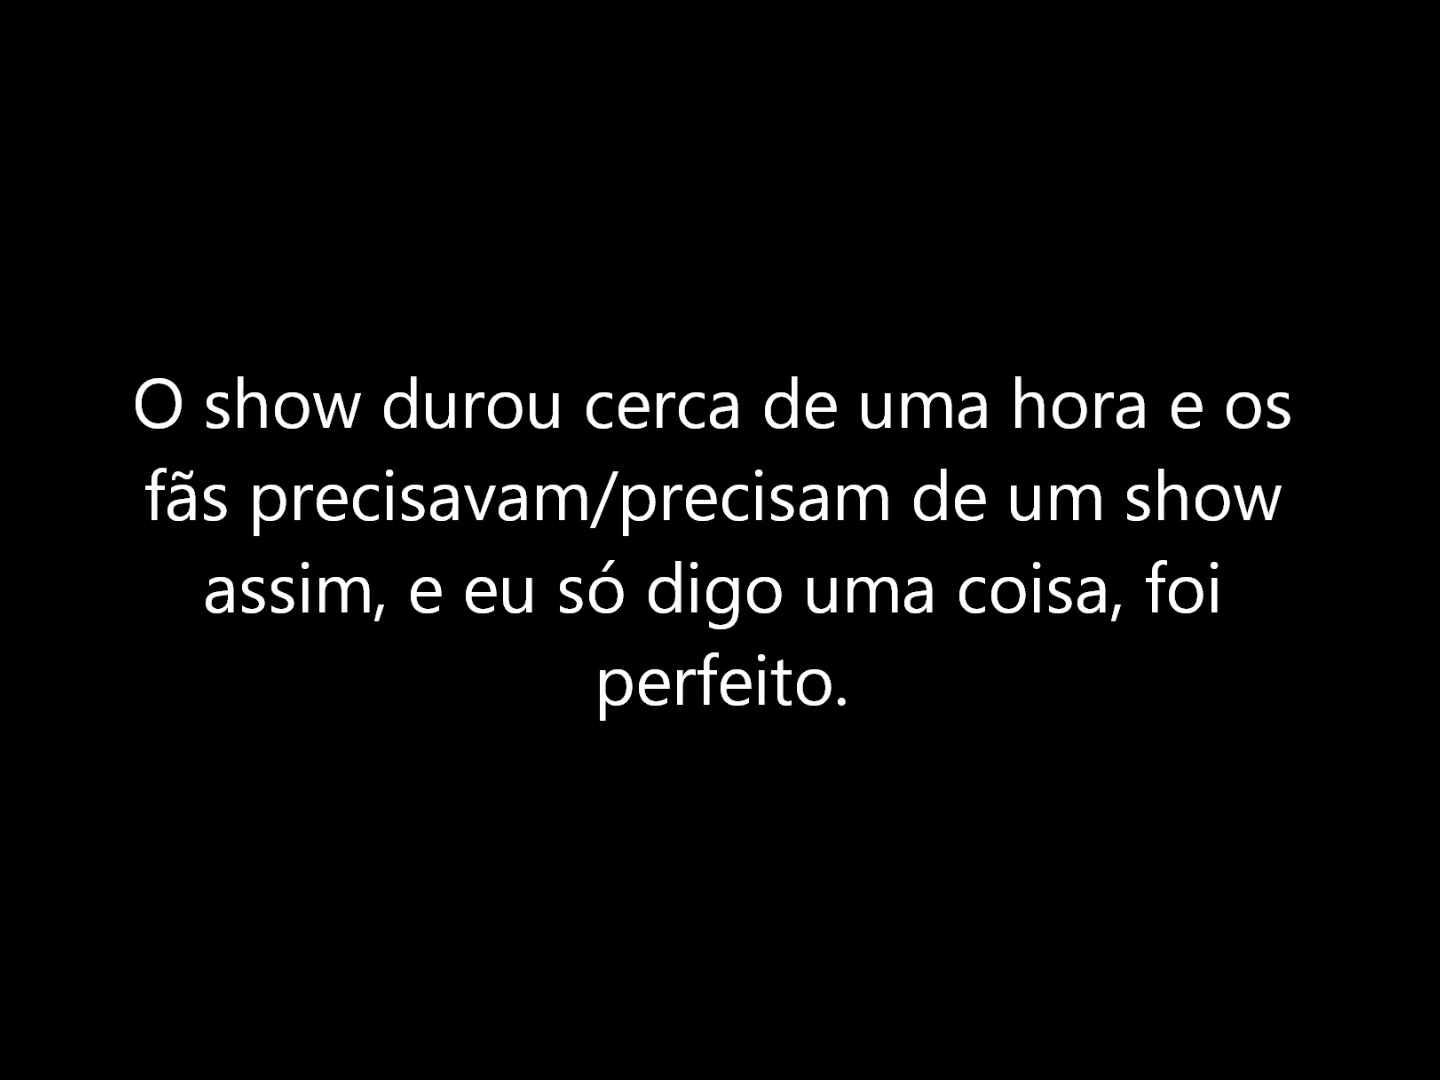 O show durou cerca de uma hora e os
fãs precisavam/precisam de um show
assim, e eu só digo uma coisa, foi
perfeito.